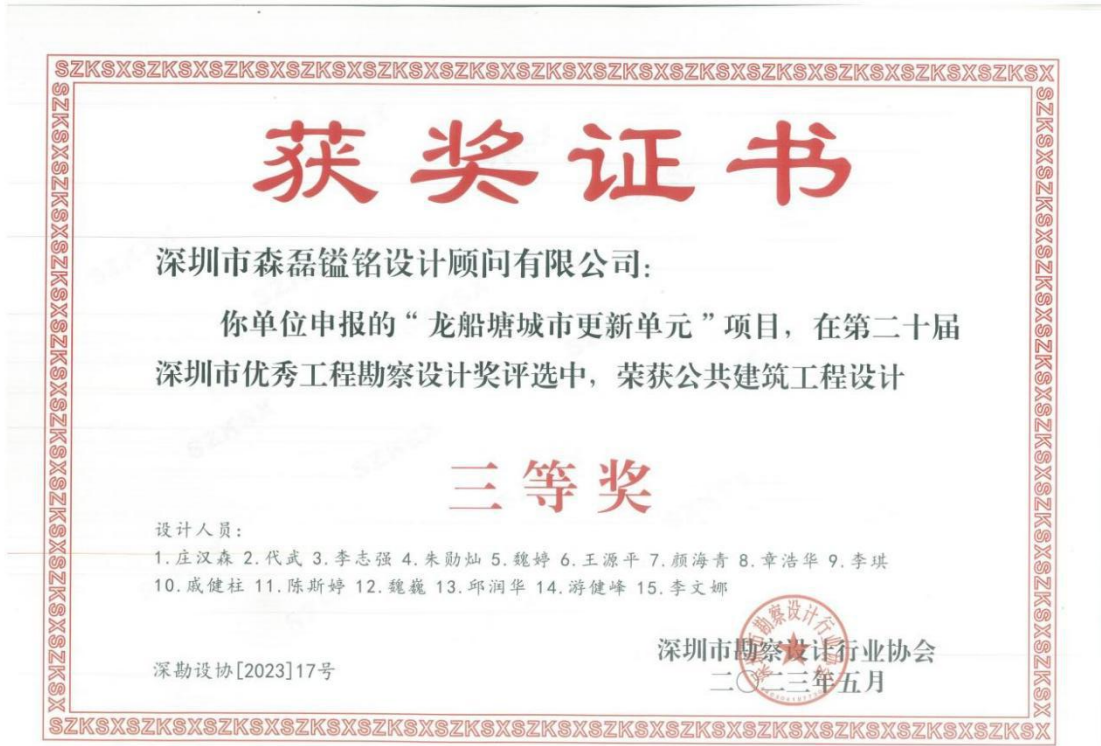 SZKSXSZKSXSZKSXSZKSXSZKSXSZKSXSZKSXSZKSXSZKSXSZKSXSZKSX
获奖证书
深圳市森磊镒铭设计顾问有限公司：
你单位申报的“龙船塘城市更新单元”项目，在第二十届
深圳市优秀工程勘察设计奖评选中，荣获公共建筑工程设计
三等奖
设计人员：
1.庄汉森 2.代武 3.李志强 4.朱勋灿 5.魏婷 6.王源平 7.颜海青 8.章浩华 9.李琪
10.戚健柱 11.陈斯婷 12.魏巍 13.邱润华 14.游健峰 15.李文娜
深圳市勘察设计行业协会
深勘设协[2023]17号
二〇二三年五月
SZKSXSZKSXSZKSXSZKSXSZKSXSZKSXSZKSXSZKSXSZKSXSZKSXSZKSX